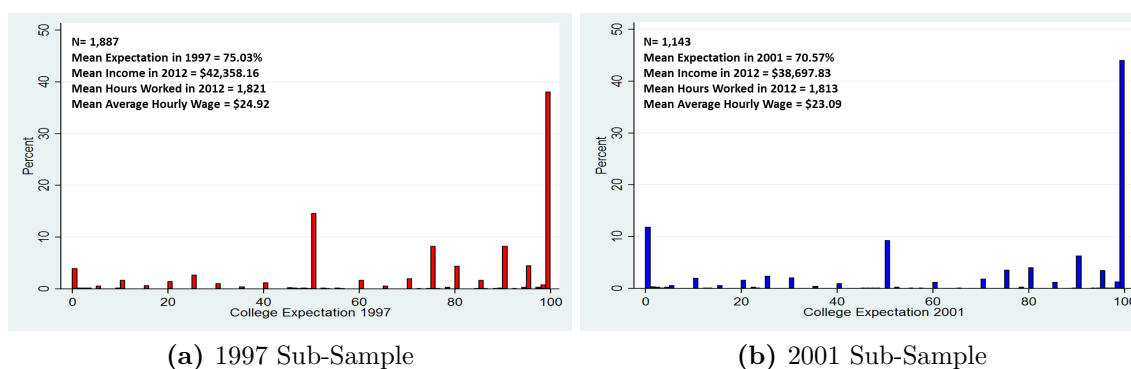 50
40
30
20
10
0
Percent
N= 1,887
Mean Expectation in 1997 = 75.03%
Mean Income in 2012 = $42,358.16
Mean Hours Worked in 2012 = 1,821
Mean Average Hourly Wage = $24.92
0 20 40 60 80 100
College Expectation 1997
(a) 1997 Sub-Sample
50
40
30
20
10
0
Percent
N= 1,143
Mean Expectation in 2001 = 70.57%
Mean Income in 2012 = $38,697.83
Mean Hours Worked in 2012 = 1,813
Mean Average Hourly Wage = $23.09
0 20 40 60 80 100
College Expectation 2001
(b) 2001 Sub-Sample